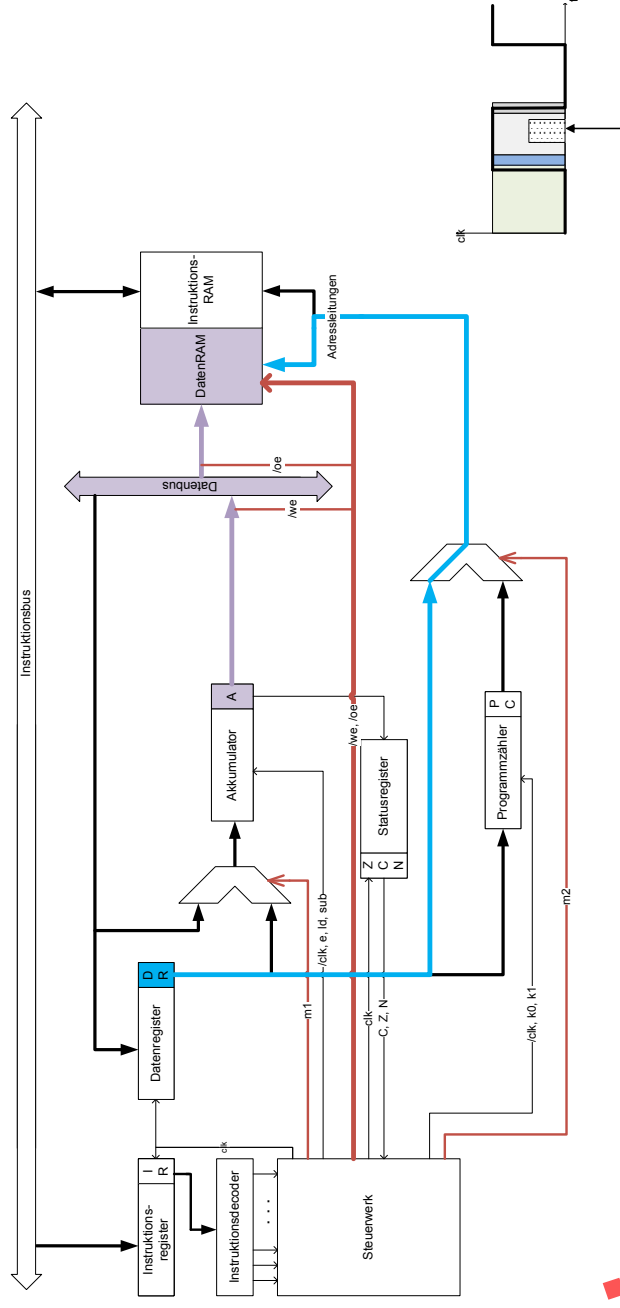 Instruktionsbus
Instruktions-
register
I
R
Instruktionsdecoder
. . .
Steuerwerk
Datenregister
D
R
clk
m1
/clk, e, ld, sub
Akkumulator
A
/we, /oe
Statusregister
Z
C
N
clk
C, Z, N
Programmzähler
P
C
/clk, k0, k1
m2
Datenbus
/we
/oe
DatenRAM
Instruktions-
RAM
Adressleitungen
clk